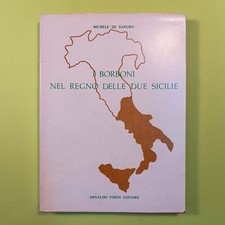 MICHELE DE SANGRO
I BORBONI
NEL REGNO DELLE DUE SICILIE
ARNALDO FORNI EDITORE